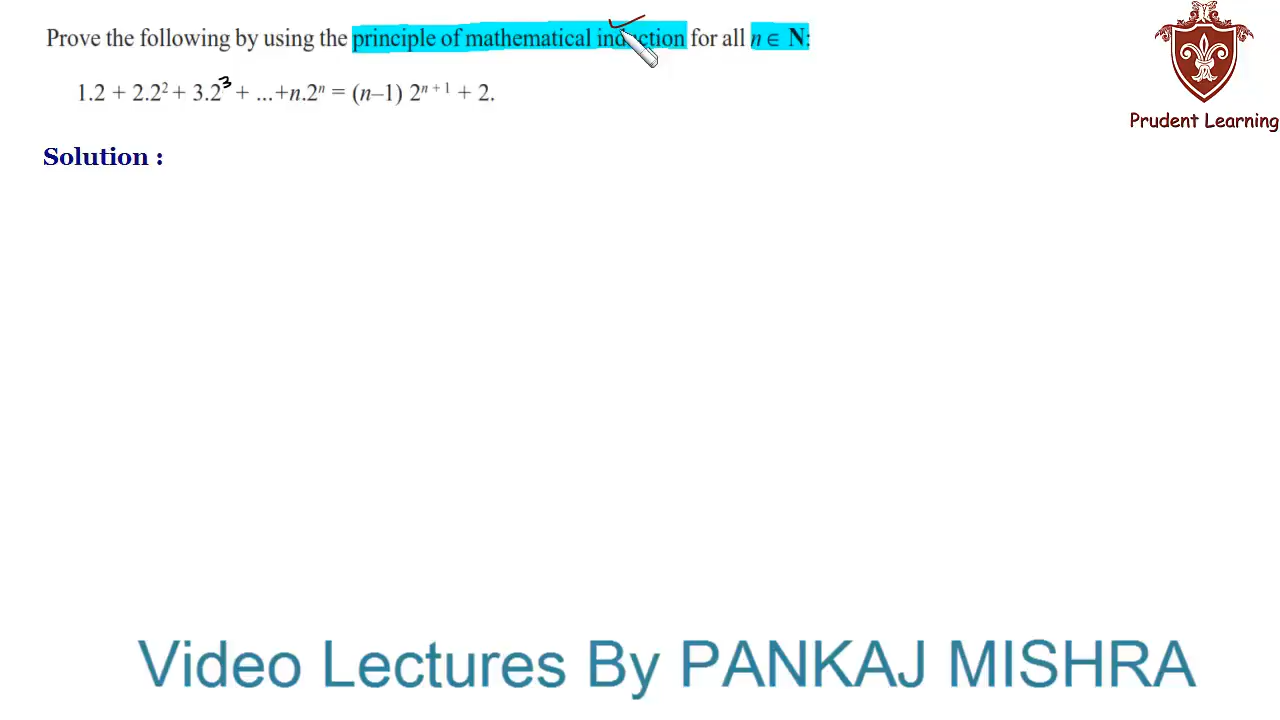 Prove the following by using the principle of mathematical induction for all n ∈ N:
1.2 + 2.2² + 3.2³ + ...+n.2ⁿ = (n–1) 2ⁿ⁺¹ + 2.
Prudent Learning
Solution :
Video Lectures By PANKAJ MISHRA